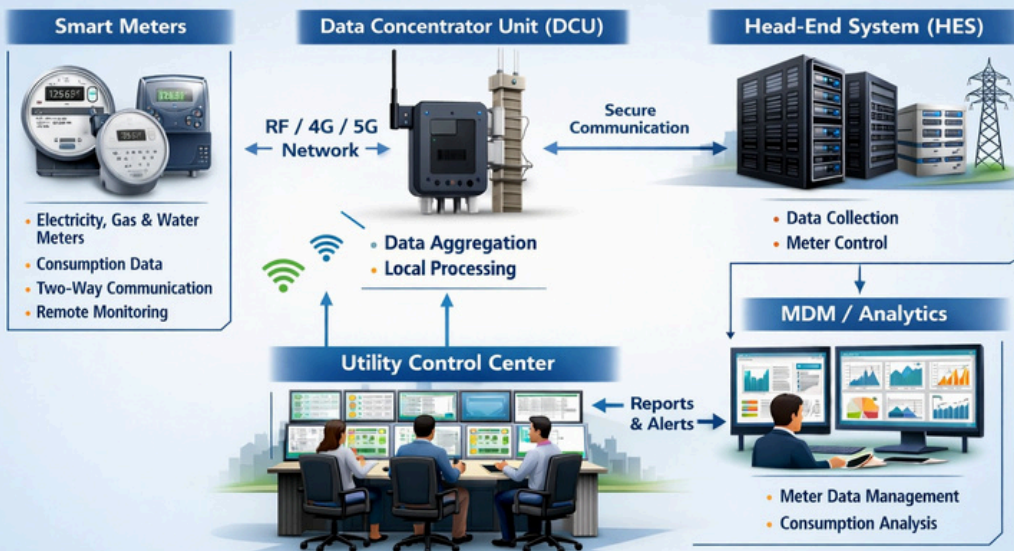 Smart Meters
Data Concentrator Unit (DCU)
Head-End System (HES)
RF / 4G / 5G
Network
Secure
Communication
• Electricity, Gas & Water
Meters
• Consumption Data
• Two-Way Communication
• Remote Monitoring
• Data Aggregation
• Local Processing
• Data Collection
• Meter Control
MDM / Analytics
Utility Control Center
Reports
& Alerts
• Meter Data Management
• Consumption Analysis